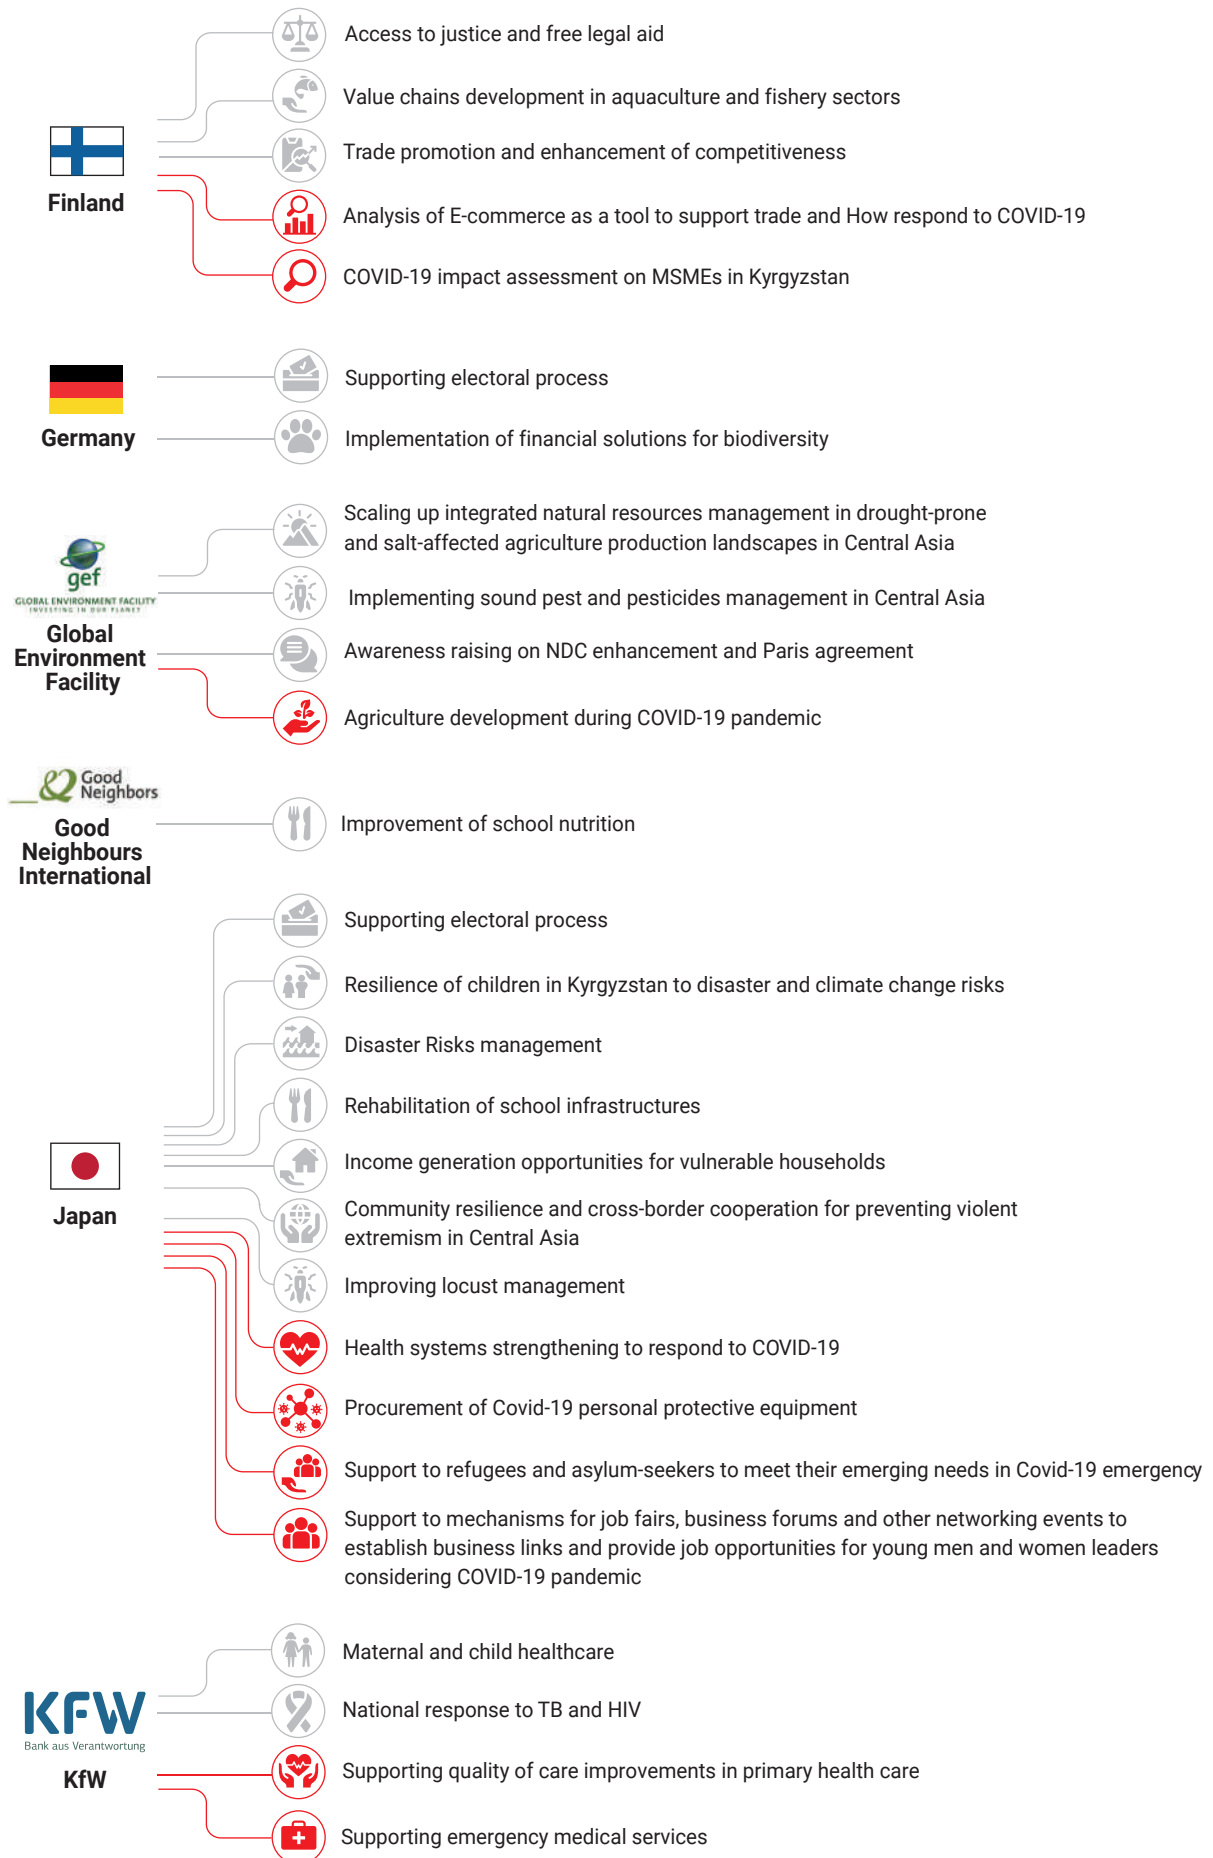 Access to justice and free legal aid
Value chains development in aquaculture and fishery sectors
Trade promotion and enhancement of competitiveness
Finland
Analysis of E-commerce as a tool to support trade and How respond to COVID-19
COVID-19 impact assessment on MSMEs in Kyrgyzstan
Supporting electoral process
Germany
Implementation of financial solutions for biodiversity
Scaling up integrated natural resources management in drought-prone
and salt-affected agriculture production landscapes in Central Asia
gef
GLOBAL ENVIRONMENT FACILITY
INVESTING IN OUR PLANET
Implementing sound pest and pesticides management in Central Asia
Global
Environment
Facility
Awareness raising on NDC enhancement and Paris agreement
Agriculture development during COVID-19 pandemic
Good
Neighbors
Good
Neighbours
International
Improvement of school nutrition
Supporting electoral process
Resilience of children in Kyrgyzstan to disaster and climate change risks
Disaster Risks management
Rehabilitation of school infrastructures
Income generation opportunities for vulnerable households
Japan
Community resilience and cross-border cooperation for preventing violent
extremism in Central Asia
Improving locust management
Health systems strengthening to respond to COVID-19
Procurement of Covid-19 personal protective equipment
Support to refugees and asylum-seekers to meet their emerging needs in Covid-19 emergency
Support to mechanisms for job fairs, business forums and other networking events to
establish business links and provide job opportunities for young men and women leaders
considering COVID-19 pandemic
Maternal and child healthcare
KFW
Bank aus Verantwortung
KfW
National response to TB and HIV
Supporting quality of care improvements in primary health care
Supporting emergency medical services